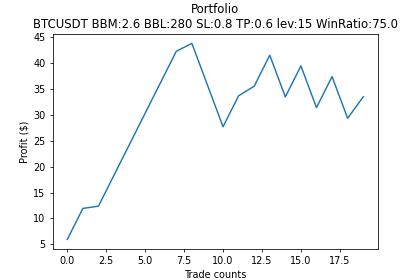 Portfolio
BTCUSDT BBM:2.6 BBL:280 SL:0.8 TP:0.6 lev:15 WinRatio:75.0
45
40
35
30
25
20
15
10
5
Profit ($)
0.0 2.5 5.0 7.5 10.0 12.5 15.0 17.5
Trade counts